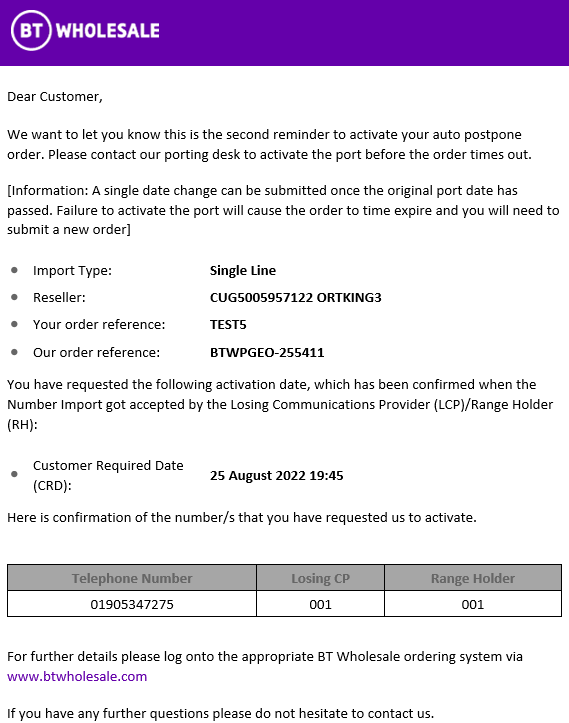 BT WHOLESALE
Dear Customer,
We want to let you know this is the second reminder to activate your auto postpone
order. Please contact our porting desk to activate the port before the order times out.
[Information: A single date change can be submitted once the original port date has
passed. Failure to activate the port will cause the order to time expire and you will need to
submit a new order]
Import Type: Single Line
Reseller: CUG5005957122 ORTKING3
Your order reference: TEST5
Our order reference: BTWPGEO-255411
You have requested the following activation date, which has been confirmed when the
Number Import got accepted by the Losing Communications Provider (LCP)/Range Holder
(RH):
Customer Required Date
(CRD): 25 August 2022 19:45
Here is confirmation of the number/s that you have requested us to activate.
Telephone Number Losing CP Range Holder
01905347275 001 001
For further details please log onto the appropriate BT Wholesale ordering system via
www.btwholesale.com
If you have any further questions please do not hesitate to contact us.